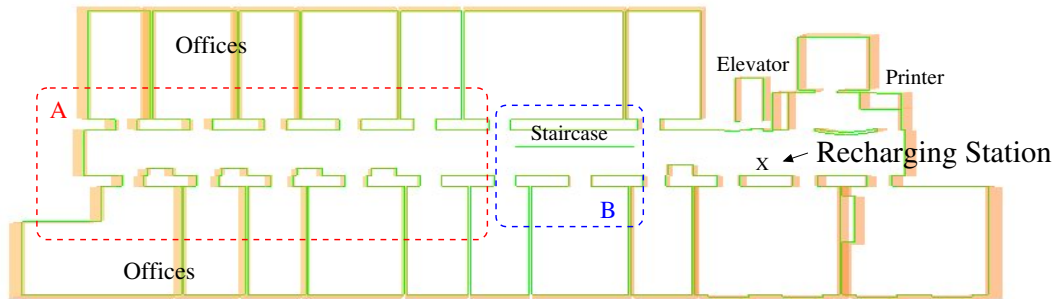 Offices
Elevator
Printer
A
Staircase
X
Recharging Station
B
Offices